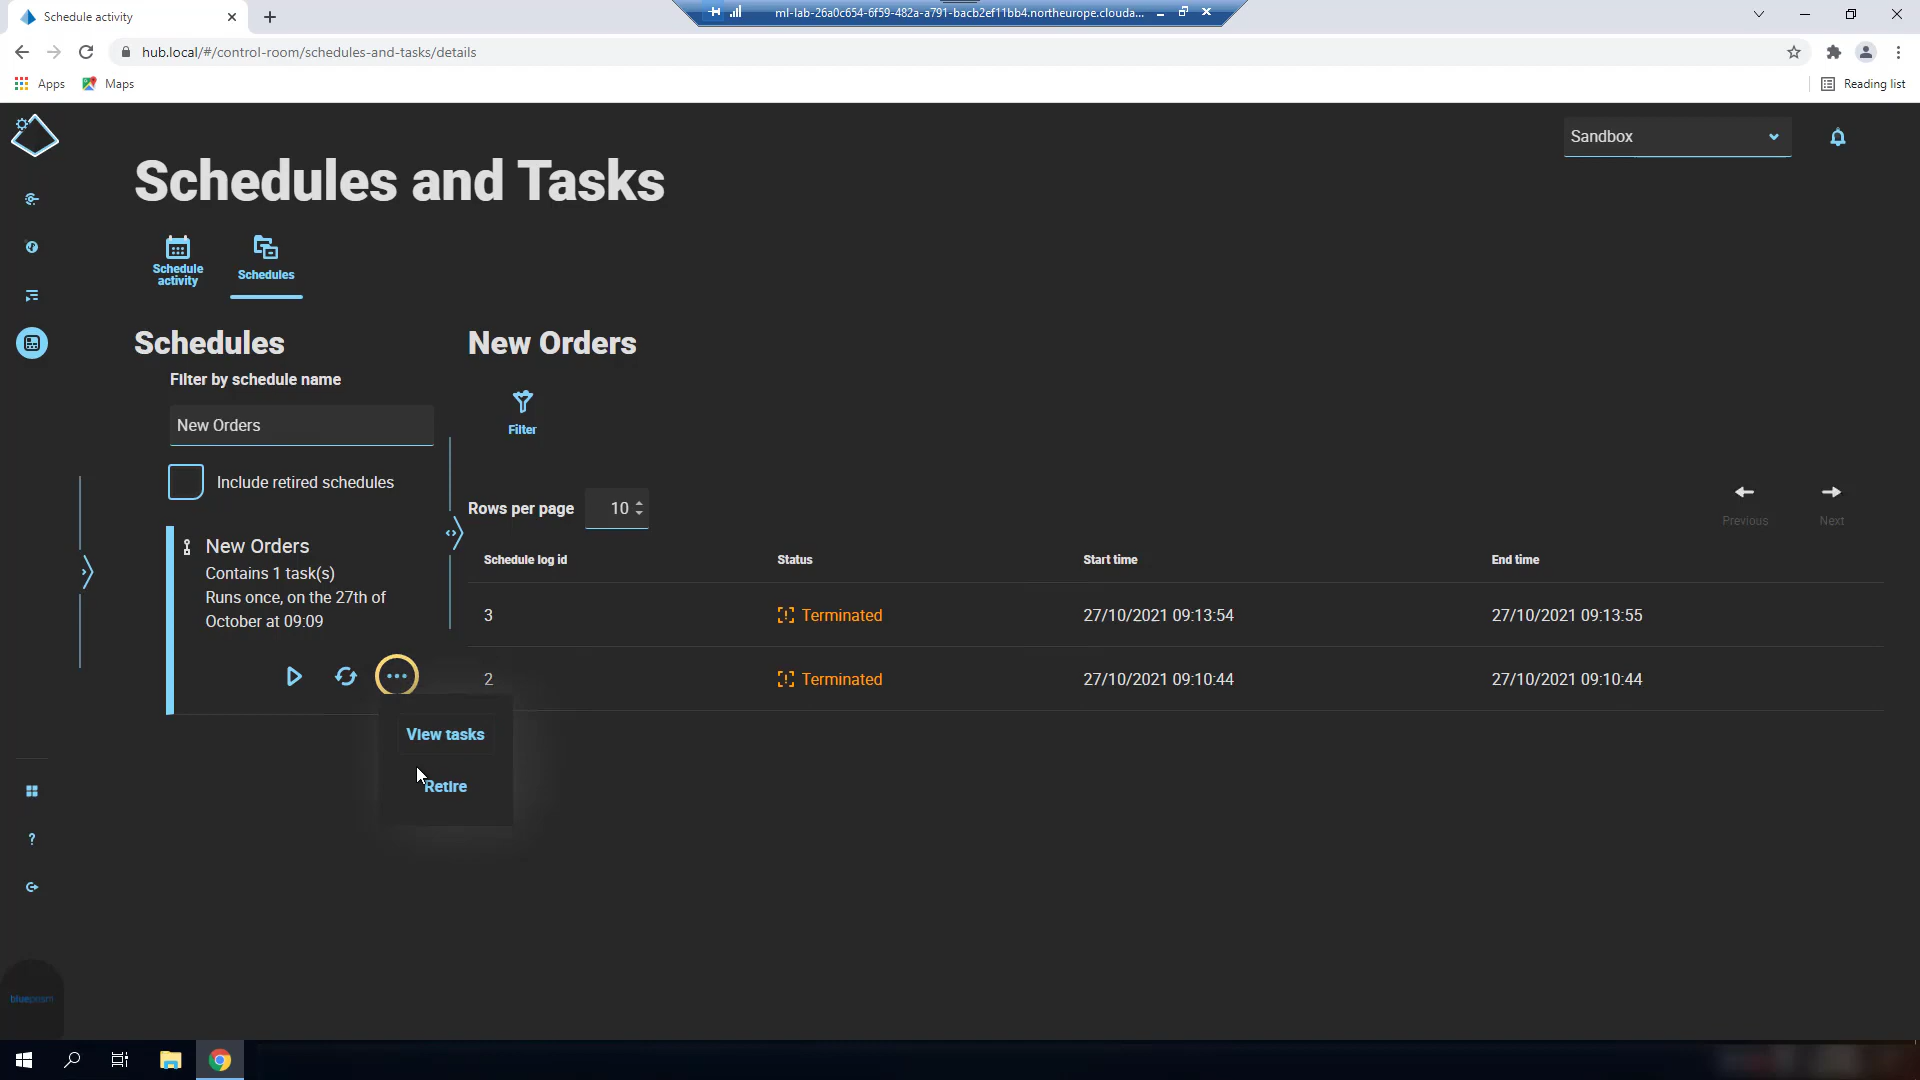 Schedule activity
ml-lab-26a0c654-6f59-482a-a791-bacb2ef11bb4.northeurope.clouda...
hub.local/#/control-room/schedules-and-tasks/details
Apps
Maps
Reading list
Sandbox
Schedules and Tasks
Schedule
activity
Schedules
Schedules
New Orders
Filter by schedule name
New Orders
Filter
Include retired schedules
Rows per page
10
Previous
Next
New Orders
Contains 1 task(s)
Runs once, on the 27th of
October at 09:09
Schedule log id
Status
Start time
End time
3
Terminated
27/10/2021 09:13:54
27/10/2021 09:13:55
2
Terminated
27/10/2021 09:10:44
27/10/2021 09:10:44
View tasks
Retire
?
blueprism